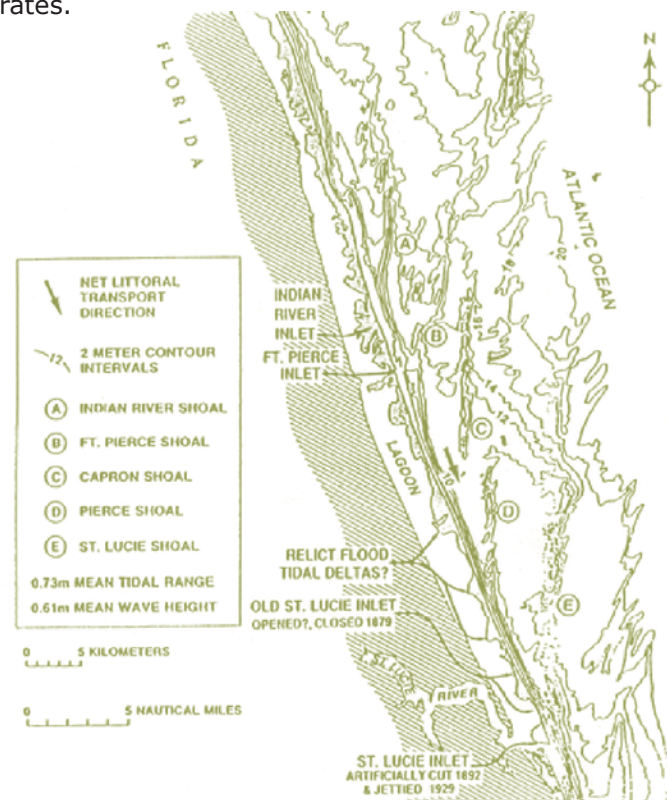 rates.
FLORIDA
N
ATLANTIC OCEAN
NET LITTORAL
TRANSPORT
DIRECTION
12
2 METER CONTOUR
INTERVALS
A INDIAN RIVER SHOAL
B FT. PIERCE SHOAL
C CAPRON SHOAL
D PIERCE SHOAL
E ST. LUCIE SHOAL
0.73m MEAN TIDAL RANGE
0.61m MEAN WAVE HEIGHT
0 5 KILOMETERS
0 5 NAUTICAL MILES
20
A
INDIAN
RIVER
INLET
B
FT. PIERCE
INLET
14
12
C
LAGOON
10
D
RELICT FLOOD
TIDAL DELTAS?
OLD ST. LUCIE INLET
OPENED?, CLOSED 1879
E
ST. LUCIE
RIVER
ST. LUCIE INLET
ARTIFICIALLY CUT 1892
& JETTIED 1929